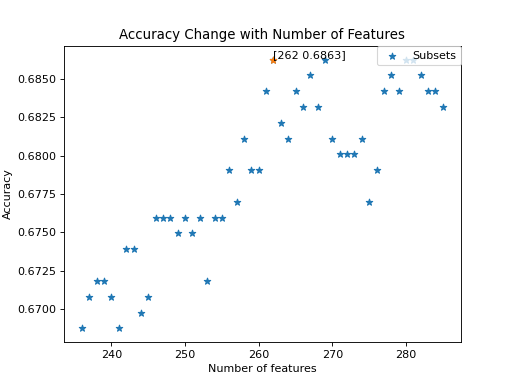 Accuracy Change with Number of Features
[262 0.6863]
Subsets
0.6850
0.6825
0.6800
0.6775
0.6750
0.6725
0.6700
Accuracy
240 250 260 270 280
Number of features